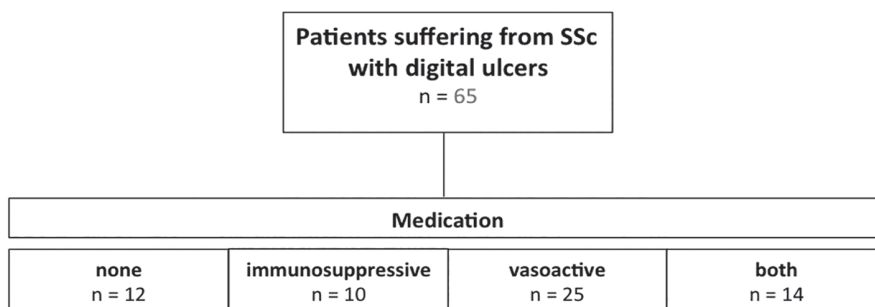 Patients suffering from SSc
with digital ulcers
n = 65
Medication
none
n = 12
immunosuppressive
n = 10
vasoactive
n = 25
both
n = 14